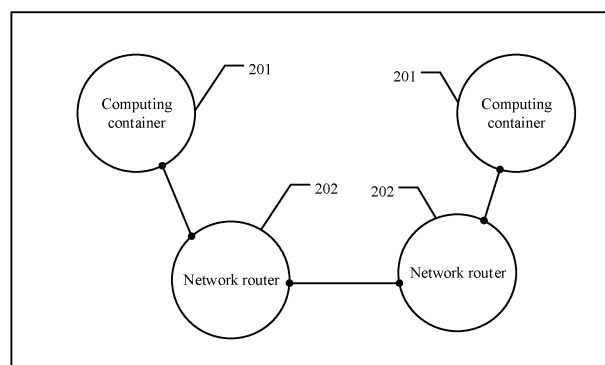 Computing
container
201
201
Computing
container
202
202
Network router
Network router